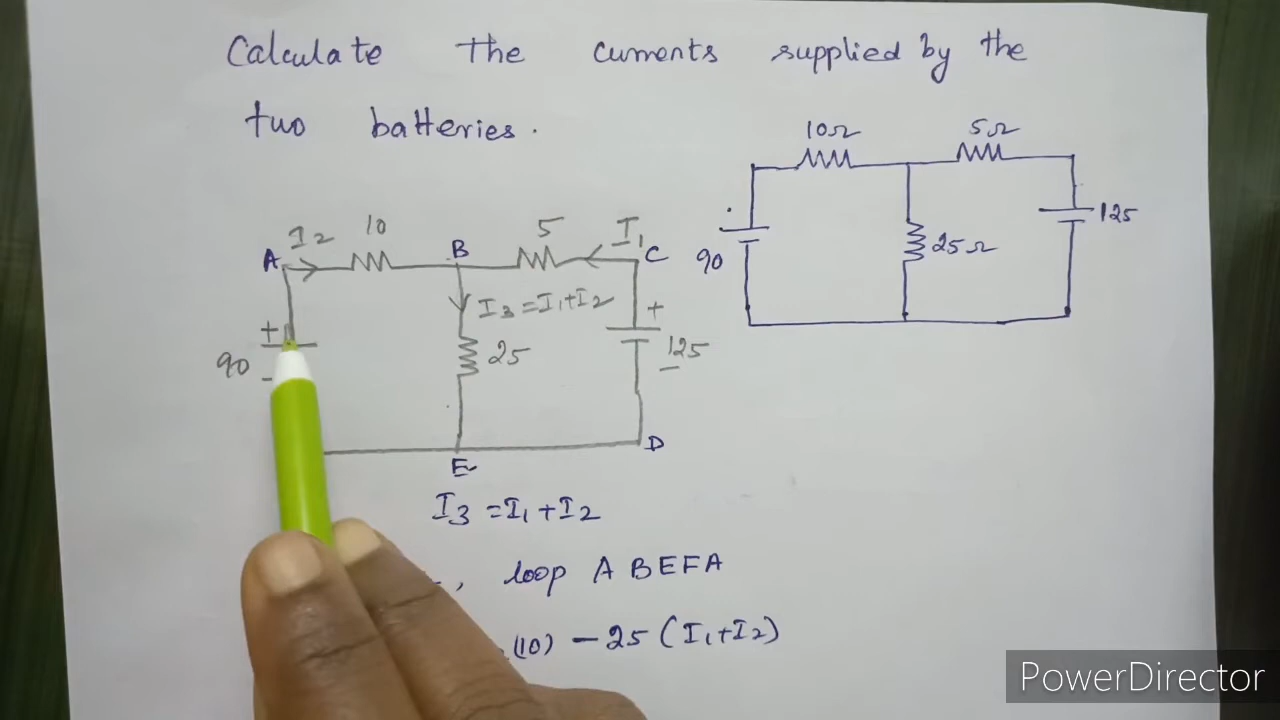 Calculate the currents supplied by the
two batteries.
10Ω 5Ω
90 25Ω 125
A I2 10 B 5 I1 C
I3 = I1+I2
+ +
90 25 125
-
E D
I3 = I1 + I2
, loop A BEFA
(10) - 25 (I1+I2)
PowerDirector